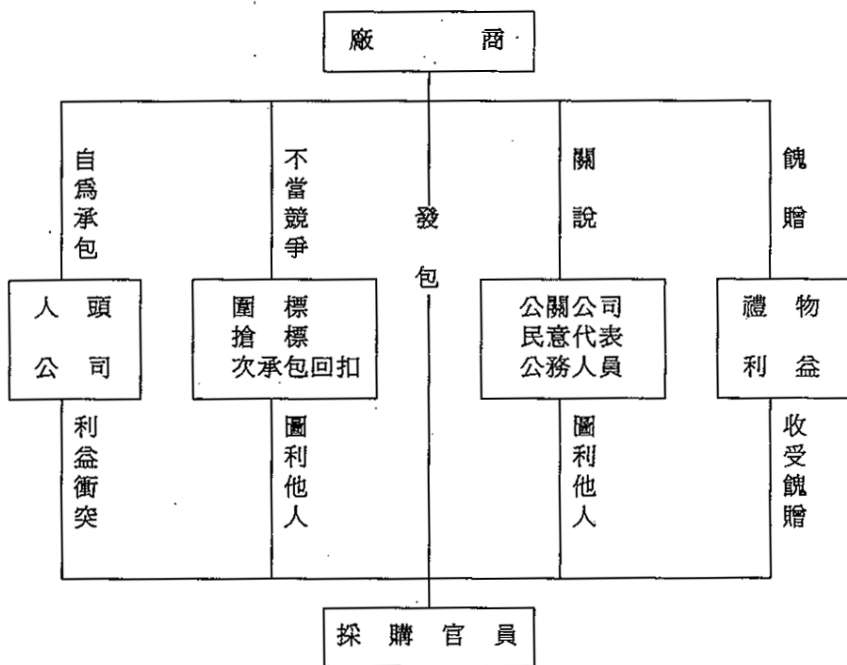 廠商
自爲承包
不當競爭
發包
關說
餽贈
人頭
公司
圍標
搶標
次承包回扣
公關公司
民意代表
公務人員
禮物
利益
利益衝突
圖利他人
圖利他人
收受餽贈
採購官員